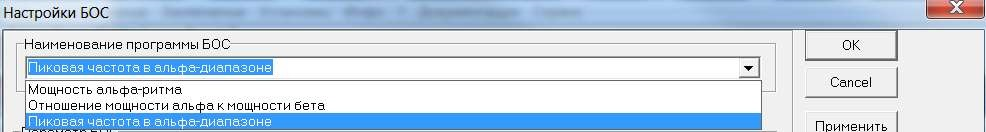 Настройки БОС
Наименование программы БОС
Пиковая частота в альфа-диапазоне
OK
Мощность альфа-ритма
Cancel
Отношение мощности альфа к мощности бета
Пиковая частота в альфа-диапазоне
Применить